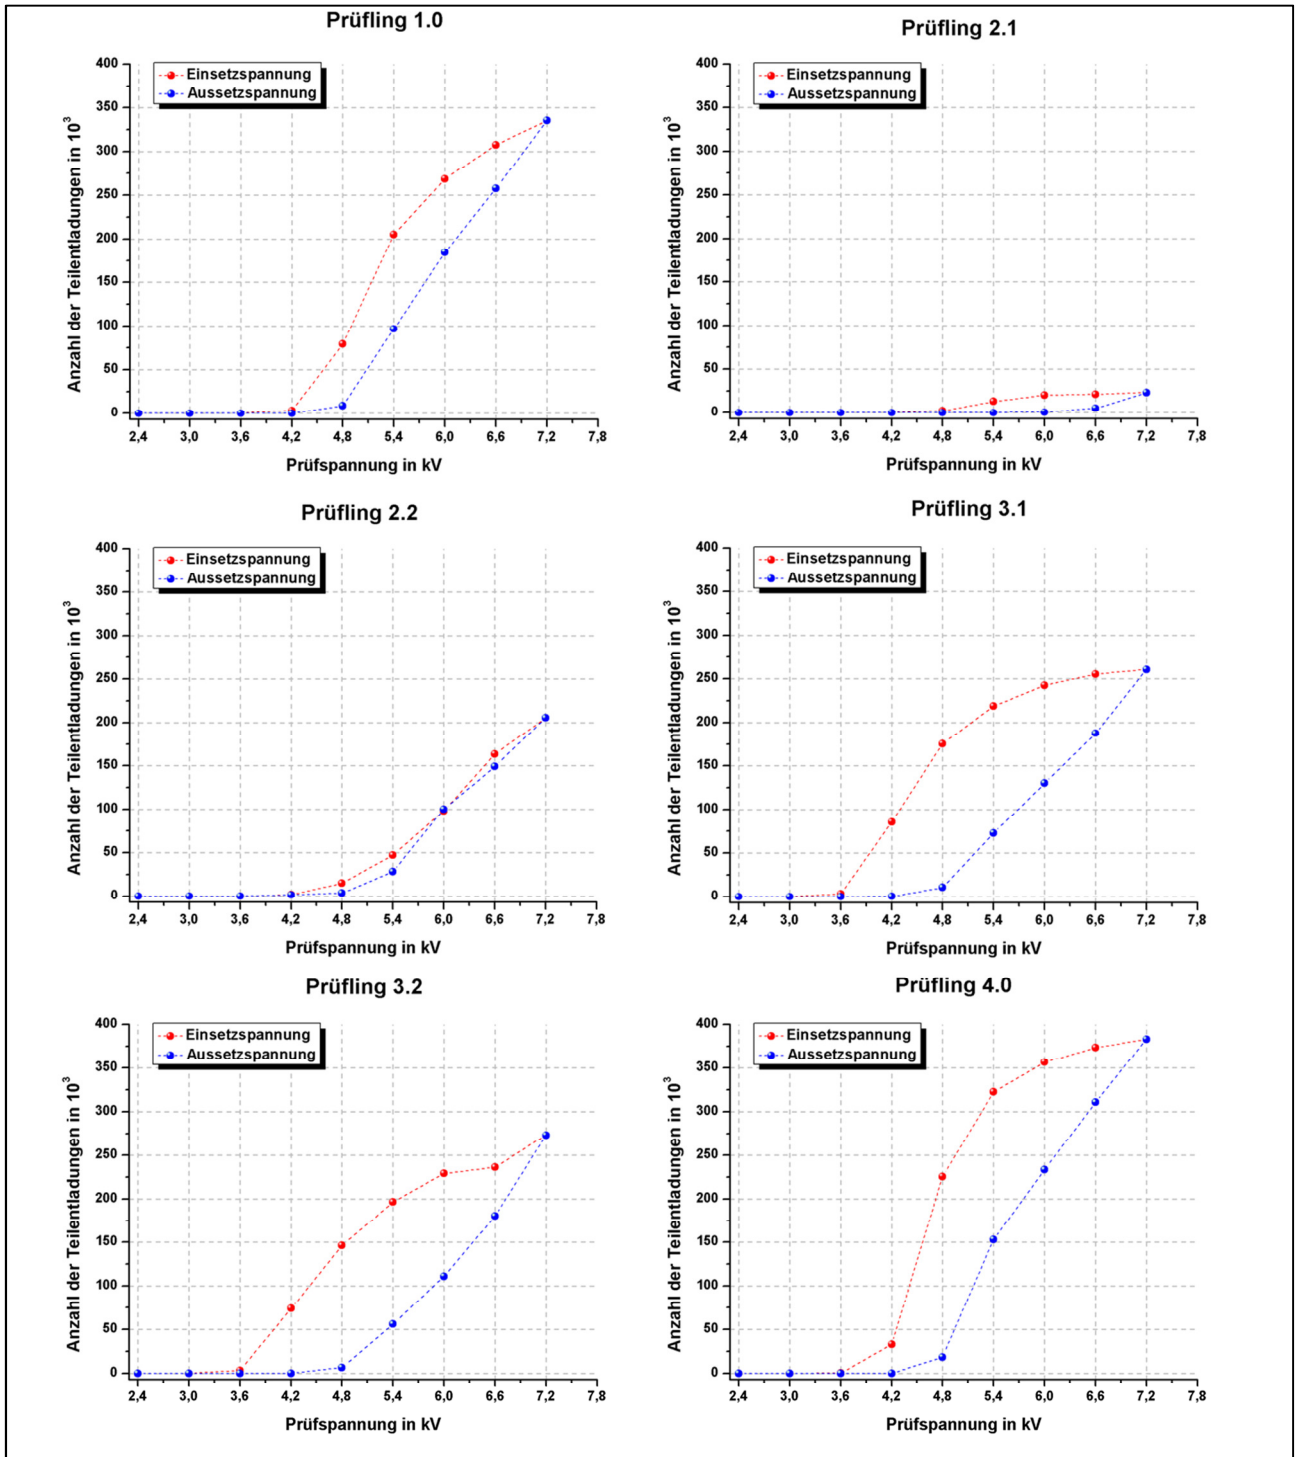 Prüfling 1.0
Einsetzspannung
Aussetzspannung
Anzahl der Teilentladungen in 10³
400
350
300
250
200
150
100
50
0
2,4 3,0 3,6 4,2 4,8 5,4 6,0 6,6 7,2 7,8
Prüfspannung in kV
Prüfling 2.1
Einsetzspannung
Aussetzspannung
Anzahl der Teilentladungen in 10³
400
350
300
250
200
150
100
50
0
2,4 3,0 3,6 4,2 4,8 5,4 6,0 6,6 7,2 7,8
Prüfspannung in kV
Prüfling 2.2
Einsetzspannung
Aussetzspannung
Anzahl der Teilentladungen in 10³
400
350
300
250
200
150
100
50
0
2,4 3,0 3,6 4,2 4,8 5,4 6,0 6,6 7,2 7,8
Prüfspannung in kV
Prüfling 3.1
Einsetzspannung
Aussetzspannung
Anzahl der Teilentladungen in 10³
400
350
300
250
200
150
100
50
0
2,4 3,0 3,6 4,2 4,8 5,4 6,0 6,6 7,2 7,8
Prüfspannung in kV
Prüfling 3.2
Einsetzspannung
Aussetzspannung
Anzahl der Teilentladungen in 10³
400
350
300
250
200
150
100
50
0
2,4 3,0 3,6 4,2 4,8 5,4 6,0 6,6 7,2 7,8
Prüfspannung in kV
Prüfling 4.0
Einsetzspannung
Aussetzspannung
Anzahl der Teilentladungen in 10³
400
350
300
250
200
150
100
50
0
2,4 3,0 3,6 4,2 4,8 5,4 6,0 6,6 7,2 7,8
Prüfspannung in kV